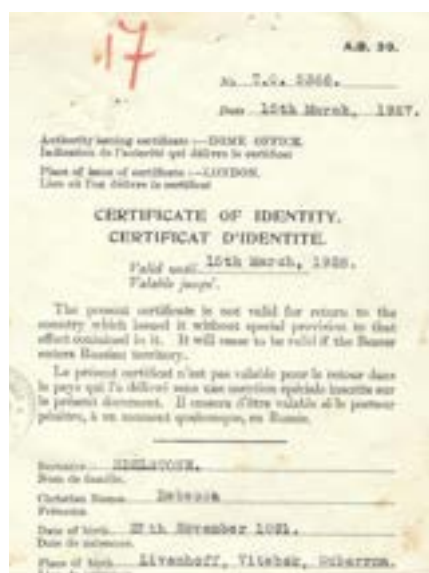 17
A.B. 99.
No. T.C. 5366.
Date 15th March, 1927.
Authority issuing certificate :—HOME OFFICE.
Indication de l'autorité qui délivre le certificat
Place of issue of certificate :—LONDON.
Lieu où l'on délivre le certificat
CERTIFICATE OF IDENTITY.
CERTIFICAT D'IDENTITE.
Valid until 15th March, 1928.
Valable jusqu'
The present certificate is not valid for return to the
country which issued it without special provision to that
effect contained in it. It will cease to be valid if the Bearer
enters Russian territory.
Le présent certificat n'est pas valable pour le retour dans
le pays qui l'a délivré sans une mention spéciale inscrite sur
le présent document. Il cessera d'être valable si le porteur
pénètre, à un moment quelconque, en Russie.
Surname
Nom de famille.
Christian Names Rebecca
Prénoms
Date of birth 27th November
Date de naissance.
Place of birth Vitebsk,